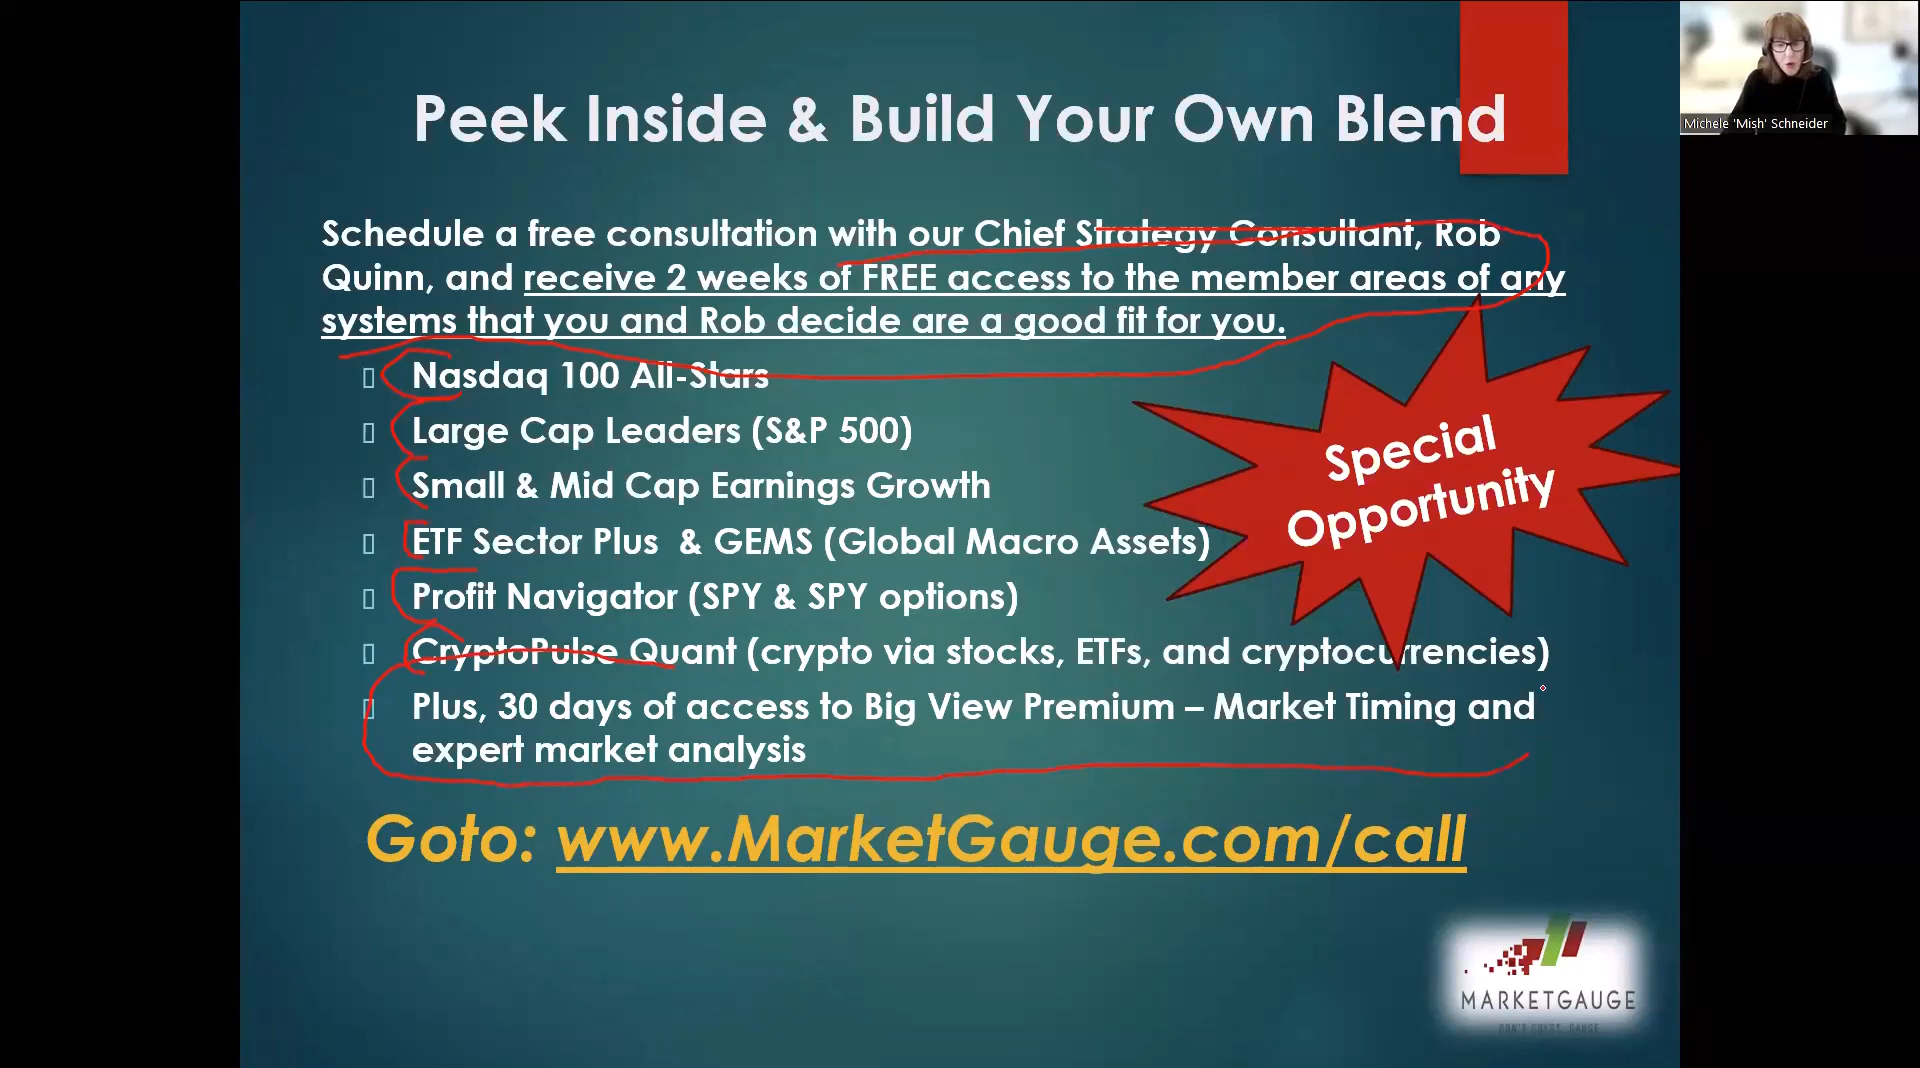 Peek Inside & Build Your Own Blend
Michele 'Mish' Schneider
Schedule a free consultation with our Chief Strategy Consultant, Rob
Quinn, and receive 2 weeks of FREE access to the member areas of any
systems that you and Rob decide are a good fit for you.
Nasdaq 100 All-Stars
Large Cap Leaders (S&P 500)
Small & Mid Cap Earnings Growth
ETF Sector Plus & GEMS (Global Macro Assets)
Profit Navigator (SPY & SPY options)
CryptoPulse Quant (crypto via stocks, ETFs, and cryptocurrencies)
Plus, 30 days of access to Big View Premium – Market Timing and
expert market analysis
Special
Opportunity
Goto: www.MarketGauge.com/call
MARKETGAUGE